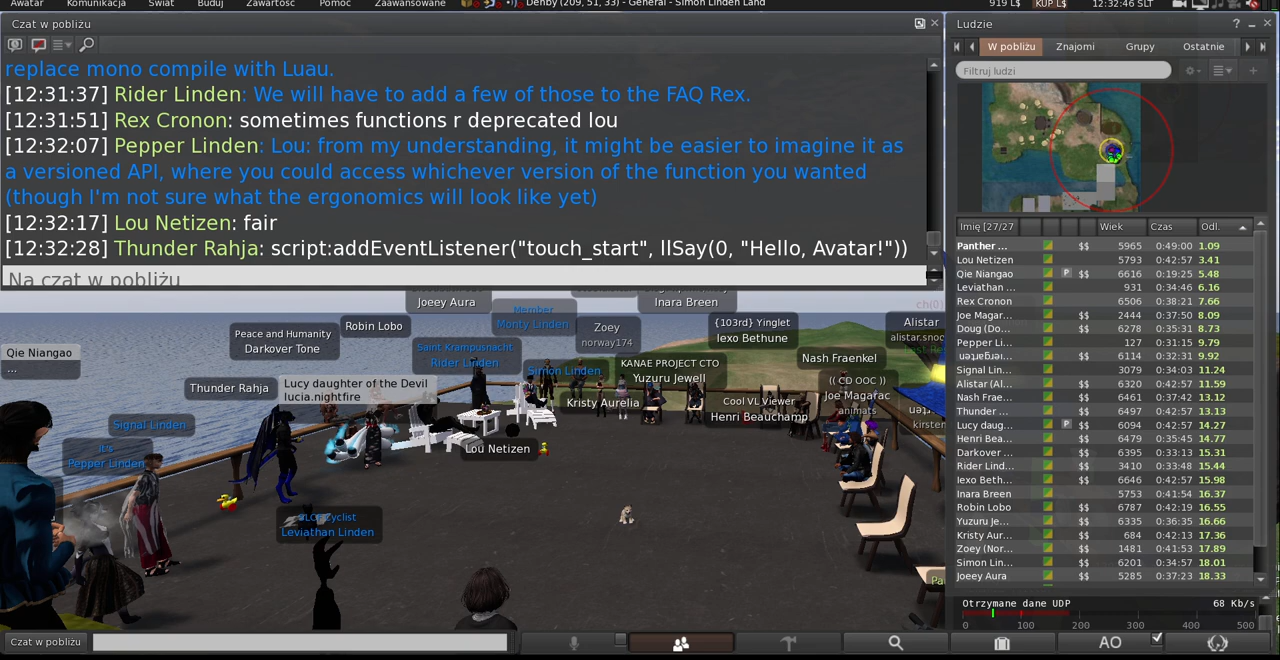 Awatar Komunikacja Świat Buduj Zawartość Pomoc Zaawansowane Denby (209, 51, 33) - General - Simon Linden Land 919 L$ KUP L$ 12:32:46 SLT
Czat w pobliżu
replace mono compile with Luau.
[12:31:37] Rider Linden: We will have to add a few of those to the FAQ Rex.
[12:31:51] Rex Cronon: sometimes functions r deprecated lou
[12:32:07] Pepper Linden: Lou: from my understanding, it might be easier to imagine it as
a versioned API, where you could access whichever version of the function you wanted
(though I'm not sure what the ergonomics will look like yet)
[12:32:17] Lou Netizen: fair
[12:32:28] Thunder Rahja: script:addEventListener("touch_start", llSay(0, "Hello, Avatar!"))
Na czat w pobliżu
ch(0)
Joeey Aura
Inara Breen
Member
Monty Linden
Robin Lobo
Peace and Humanity
Darkover Tone
Zoey
norway174
{103rd} Yinglet
Iexo Bethune
Alistar
alistar.snoo
Qie Niangao
...
Saint Krampusnacht
Rider Linden
Simon Linden
KANAE PROJECT CTO
Yuzuru Jewell
Nash Fraenkel
Thunder Rahja
Lucy daughter of the Devil
lucia.nightfire
Kristy Aurelia
Cool VL Viewer
Henri Beauchamp
(( CD OOC ))
Joe Magarac
animats
kirsten
Signal Linden
It's
Pepper Linden
Lou Netizen
SLOS Cyclist
Leviathan Linden
Pa
Czat w pobliżu
Ludzie
W pobliżu Znajomi Grupy Ostatnie
Filtruj ludzi
Imię [27/27 Wiek Czas Odl.
Panther ... $$ 5965 0:49:00 1.09
Lou Netizen 5793 0:42:57 3.41
Qie Niangao P $$ 6616 0:19:25 5.48
Leviathan ... 931 0:34:46 6.16
Rex Cronon 6506 0:38:21 7.66
Joe Magar... $$ 2444 0:37:50 8.09
Doug (Do... $$ 6278 0:35:31 8.73
Pepper Li... 127 0:31:15 9.79
$$ 6114 0:32:31 9.92
Signal Lin... 3079 0:34:03 11.24
Alistar (Al... $$ 6320 0:42:57 11.59
Nash Frae... $$ 6461 0:37:42 13.12
Thunder ... $$ 6497 0:42:57 13.13
Lucy daug... P $$ 6094 0:42:57 14.27
Henri Bea... $$ 6479 0:35:45 14.77
Darkover ... $$ 6395 0:33:13 15.31
Rider Lind... $$ 3410 0:33:48 15.44
Iexo Beth... $$ 6646 0:42:57 15.98
Inara Breen 5753 0:41:54 16.37
Robin Lobo $$ 6787 0:42:19 16.55
Yuzuru Je... $$ 6335 0:36:35 16.66
Kristy Aur... $$ 684 0:42:13 17.36
Zoey (Nor... $$ 1481 0:41:53 17.89
Simon Lin... $$ 6201 0:34:57 18.01
Joeey Aura $$ 5285 0:37:23 18.33
Otrzymane dane UDP 68 Kb/s
0 100 200 300 400 500
AO